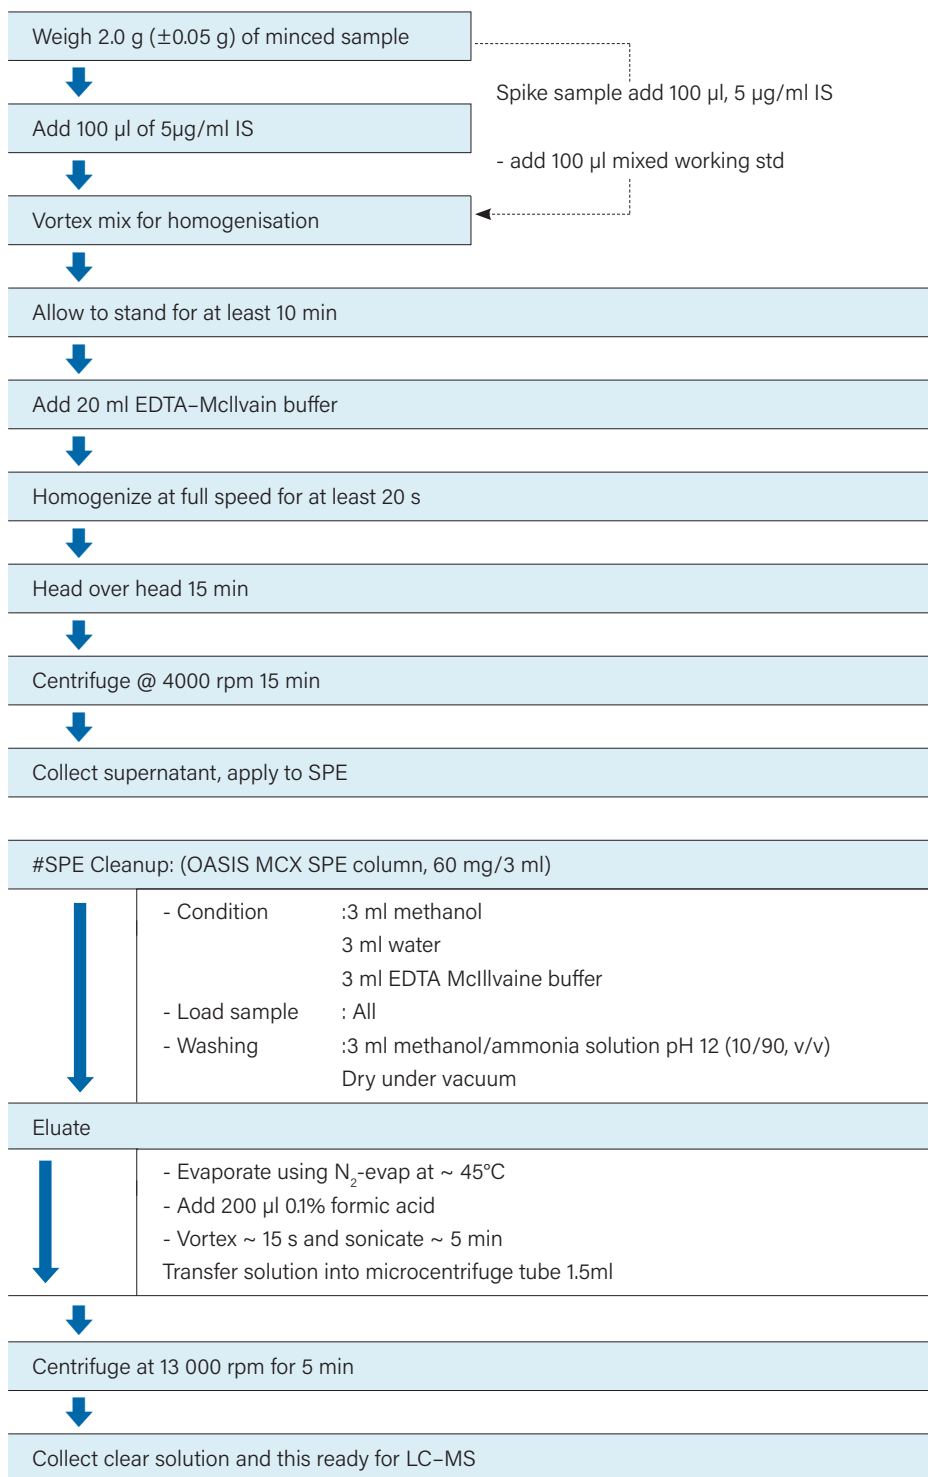 Weigh 2.0 g (±0.05 g) of minced sample
Spike sample add 100 µl, 5 µg/ml IS
Add 100 µl of 5µg/ml IS
- add 100 µl mixed working std
Vortex mix for homogenisation
Allow to stand for at least 10 min
Add 20 ml EDTA–McIlvain buffer
Homogenize at full speed for at least 20 s
Head over head 15 min
Centrifuge @ 4000 rpm 15 min
Collect supernatant, apply to SPE
#SPE Cleanup: (OASIS MCX SPE column, 60 mg/3 ml)
- Condition :3 ml methanol
3 ml water
3 ml EDTA McIllvaine buffer
- Load sample : All
- Washing :3 ml methanol/ammonia solution pH 12 (10/90, v/v)
Dry under vacuum
Eluate
- Evaporate using N₂-evap at ~ 45°C
- Add 200 µl 0.1% formic acid
- Vortex ~ 15 s and sonicate ~ 5 min
Transfer solution into microcentrifuge tube 1.5ml
Centrifuge at 13 000 rpm for 5 min
Collect clear solution and this ready for LC–MS